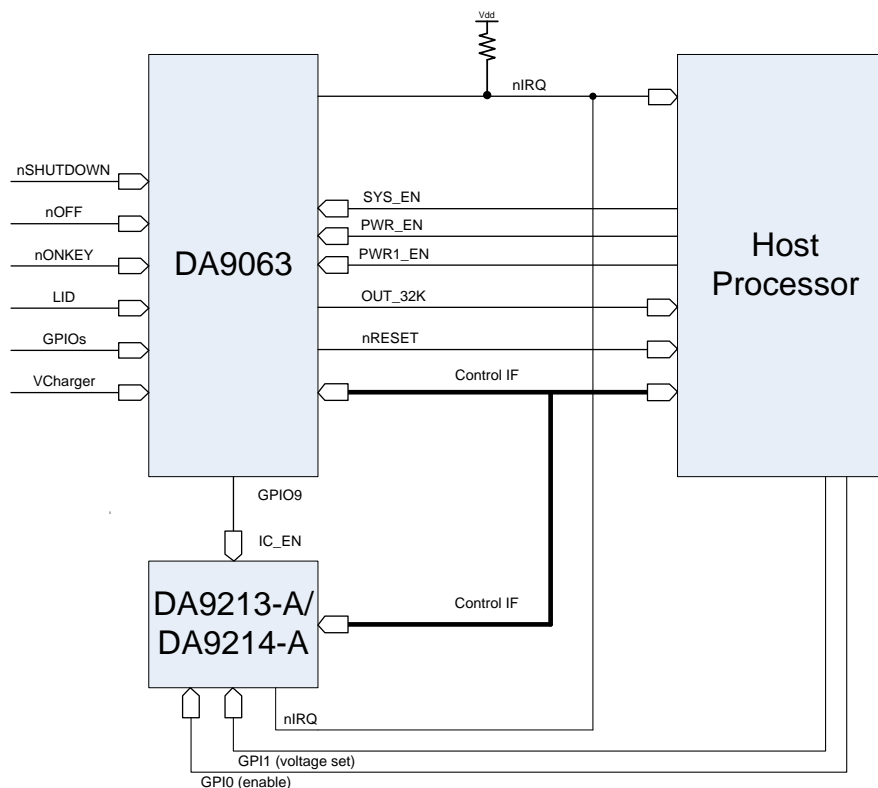 Vdd
nIRQ
nSHUTDOWN
nOFF
nONKEY
LID
GPIOs
VCharger
DA9063
SYS_EN
PWR_EN
PWR1_EN
OUT_32K
nRESET
Control IF
Host
Processor
GPIO9
IC_EN
DA9213-A/
DA9214-A
Control IF
nIRQ
GPI1 (voltage set)
GPI0 (enable)